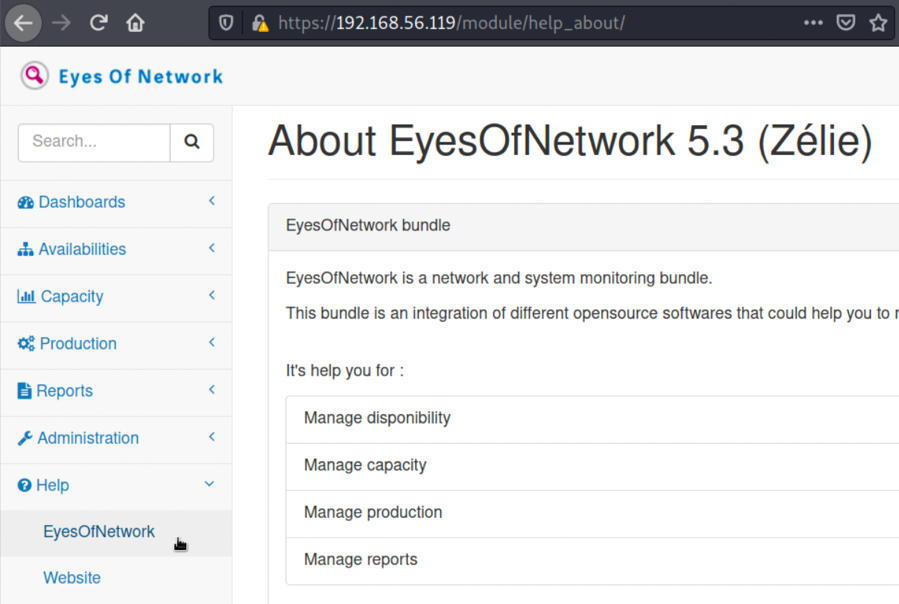 https://192.168.56.119/module/help_about/
Eyes Of Network
Search...
Dashboards
Availabilities
Capacity
Production
Reports
Administration
Help
EyesOfNetwork
Website
About EyesOfNetwork 5.3 (Zélie)
EyesOfNetwork bundle
EyesOfNetwork is a network and system monitoring bundle.
This bundle is an integration of different opensource softwares that could help you to
It's help you for :
Manage disponibility
Manage capacity
Manage production
Manage reports